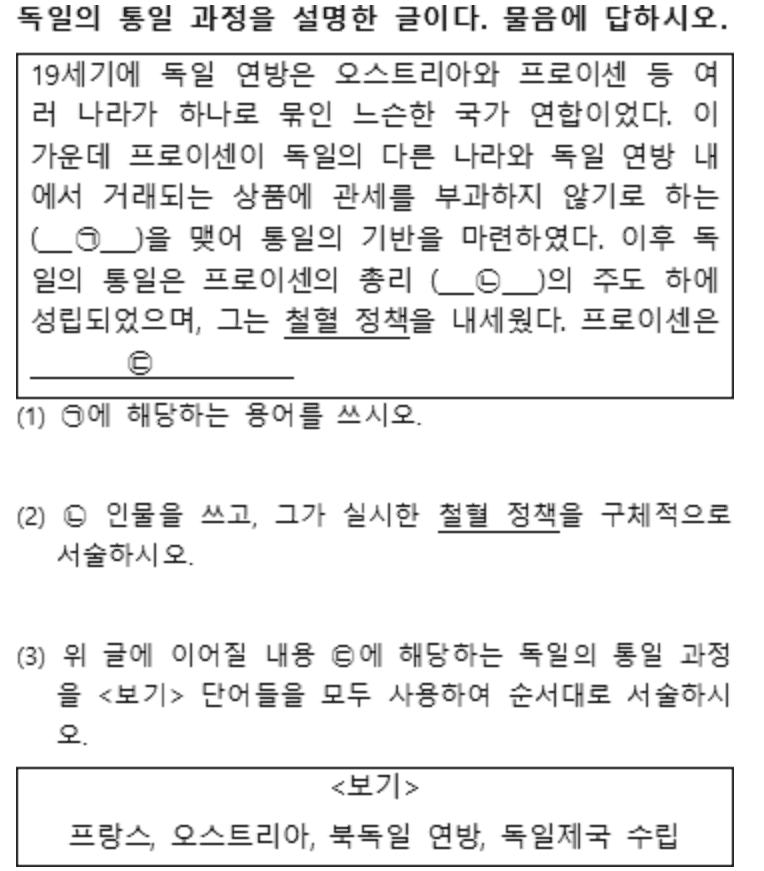 독일의 통일 과정을 설명한 글이다. 물음에 답하시오.
19세기에 독일 연방은 오스트리아와 프로이센 등 여
러 나라가 하나로 묶인 느슨한 국가 연합이었다. 이
가운데 프로이센이 독일의 다른 나라와 독일 연방 내
에서 거래되는 상품에 관세를 부과하지 않기로 하는
(__㉠__)을 맺어 통일의 기반을 마련하였다. 이후 독
일의 통일은 프로이센의 총리 (__㉡__)의 주도 하에
성립되었으며, 그는 철혈 정책을 내세웠다. 프로이센은
㉢
(1) ㉠에 해당하는 용어를 쓰시오.
(2) ㉡ 인물을 쓰고, 그가 실시한 철혈 정책을 구체적으로
서술하시오.
(3) 위 글에 이어질 내용 ㉢에 해당하는 독일의 통일 과정
을 <보기> 단어들을 모두 사용하여 순서대로 서술하시
오.
<보기>
프랑스, 오스트리아, 북독일 연방, 독일제국 수립